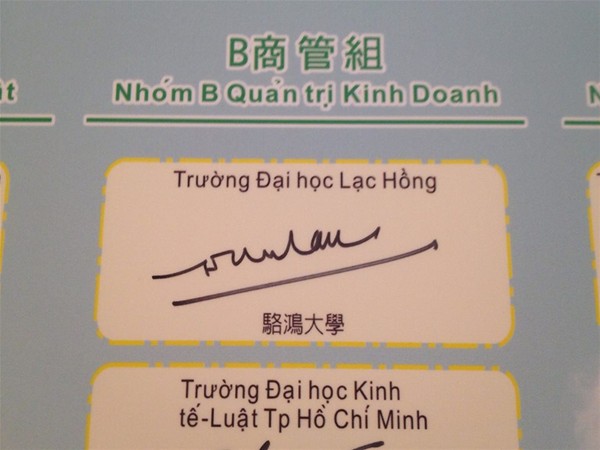 B商管組
Nhóm B Quản trị Kinh Doanh
Trường Đại học Lạc Hồng
駱鴻大學
Trường Đại học Kinh
tế-Luật Tp Hồ Chí Minh